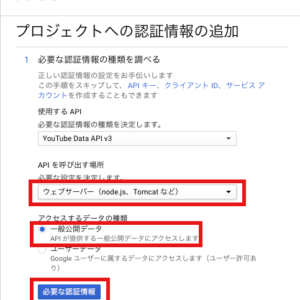 プロジェクトへの認証情報の追加
1 必要な認証情報の種類を調べる
正しい認証情報の設定をお手伝いします
この手順をスキップして、API キー、クライアント ID、サービス ア
カウントを作成することもできます
使用する API
必要な認証情報の種類を決定します。
YouTube Data API v3
API を呼び出す場所
必要な設定を決定します。
ウェブサーバー（node.js、Tomcat など）
アクセスするデータの種類
一般公開データ
API が提供する一般公開データにアクセスします
ユーザーデータ
Google ユーザーに属するデータにアクセスします（ユーザー許可あ
り）
必要な認証情報